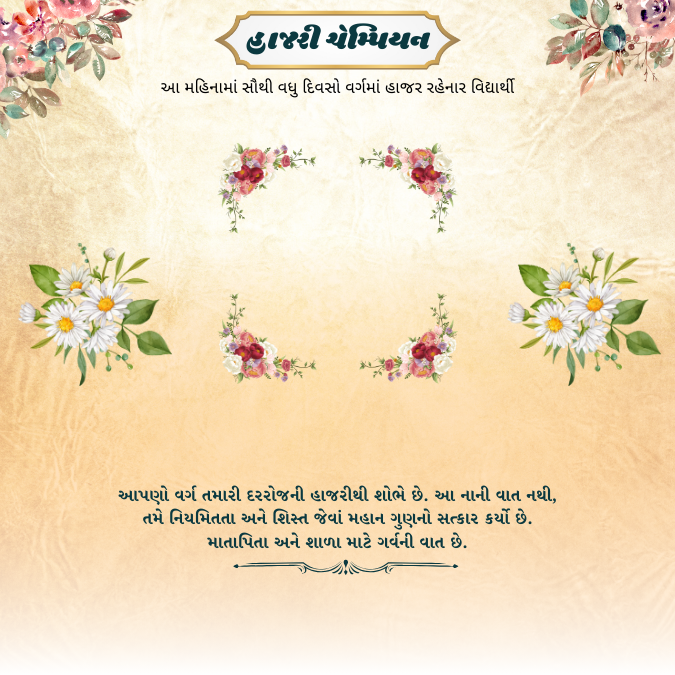 હાજરી ચેમ્પિયન
આ મહિનામાં સૌથી વધુ દિવસો વર્ગમાં હાજર રહેનાર વિદ્યાર્થી
આપણો વર્ગ તમારી દરરોજની હાજરીથી શોભે છે. આ નાની વાત નથી,
તમે નિયમિતતા અને શિસ્ત જેવાં મહાન ગુણનો સત્કાર કર્યો છે.
માતાપિતા અને શાળા માટે ગર્વની વાત છે.